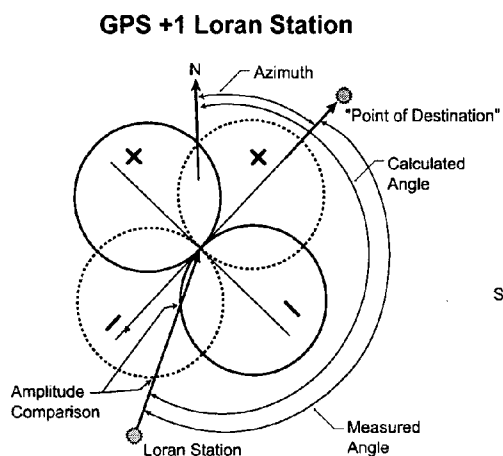 GPS +1 Loran Station
N
Azimuth
"Point of Destination"
Calculated
Angle
S
Amplitude
Comparison
Loran Station
Measured
Angle